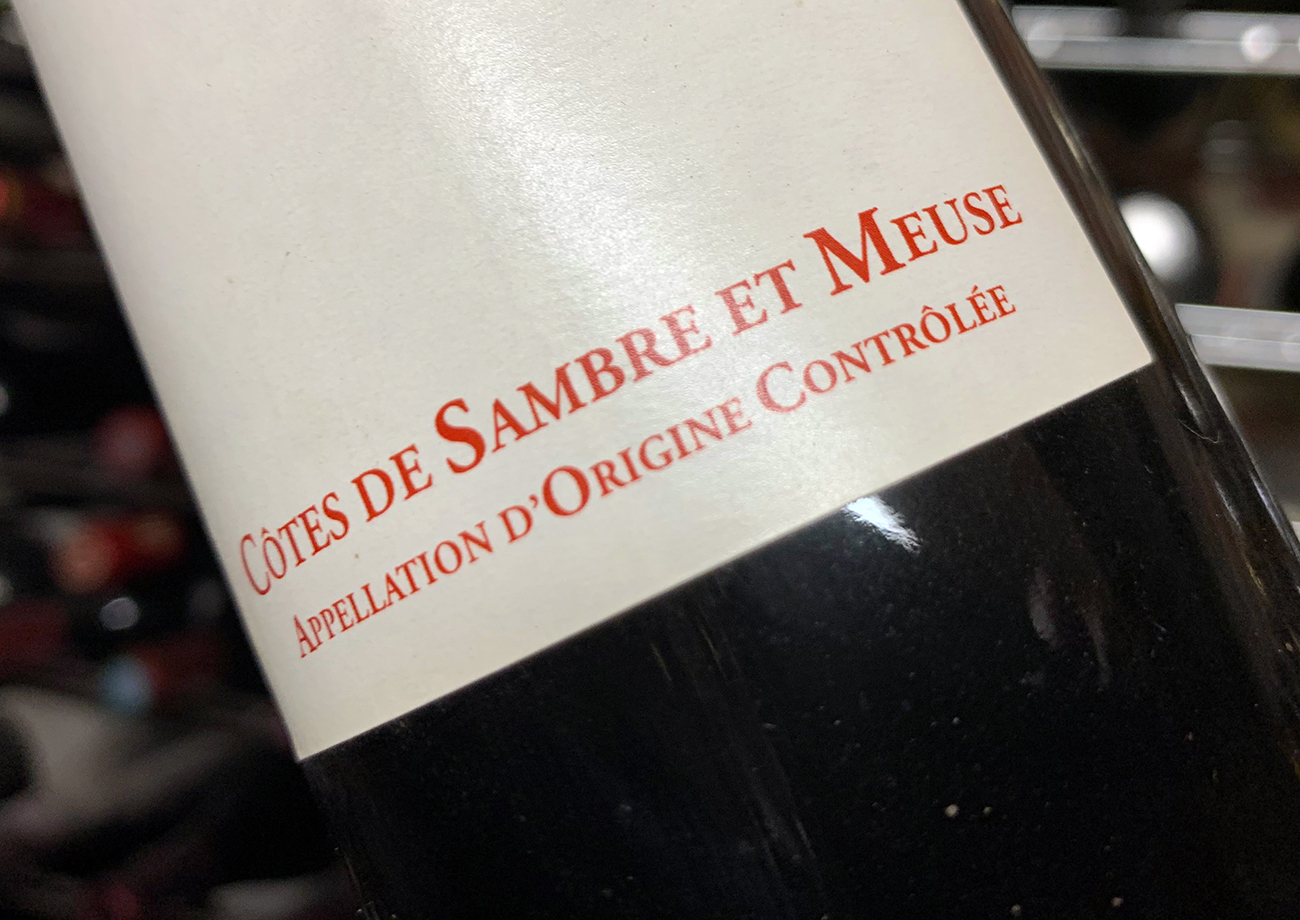 CÔTES DE SAMBRE ET MEUSE
APPELLATION D'ORIGINE CONTRÔLÉE